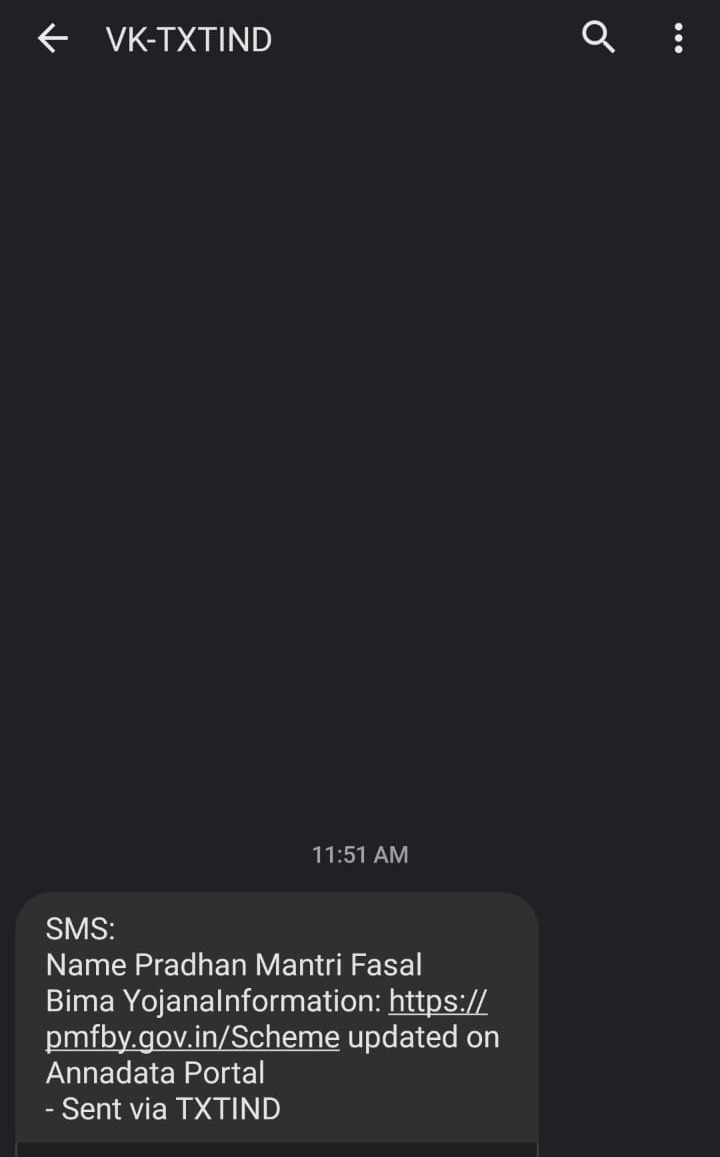 VK-TXTIND
11:51 AM
SMS:
Name Pradhan Mantri Fasal
Bima YojanaInformation: https://
pmfby.gov.in/Scheme updated on
Annadata Portal
- Sent via TXTIND